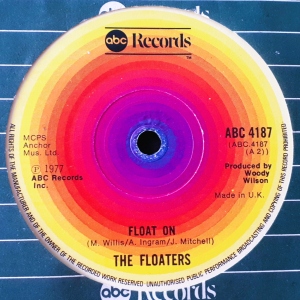 abc Records
MCPS
Anchor
Mus. Ltd
ABC 4187
(ABC.4187
(A 2))
℗ 1977
ABC Records
Inc.
Produced by
Woody
Wilson
Made in U.K.
FLOAT ON
(M. Willis/A. Ingram/J. Mitchell)
THE FLOATERS
ALL RIGHTS OF THE MANUFACTURER AND OF THE OWNER OF THE RECORDED WORK RESERVED UNAUTHORISED PUBLIC PERFORMANCE BROADCASTING AND COPYING OF THIS RECORD PROHIBITED
abc Records